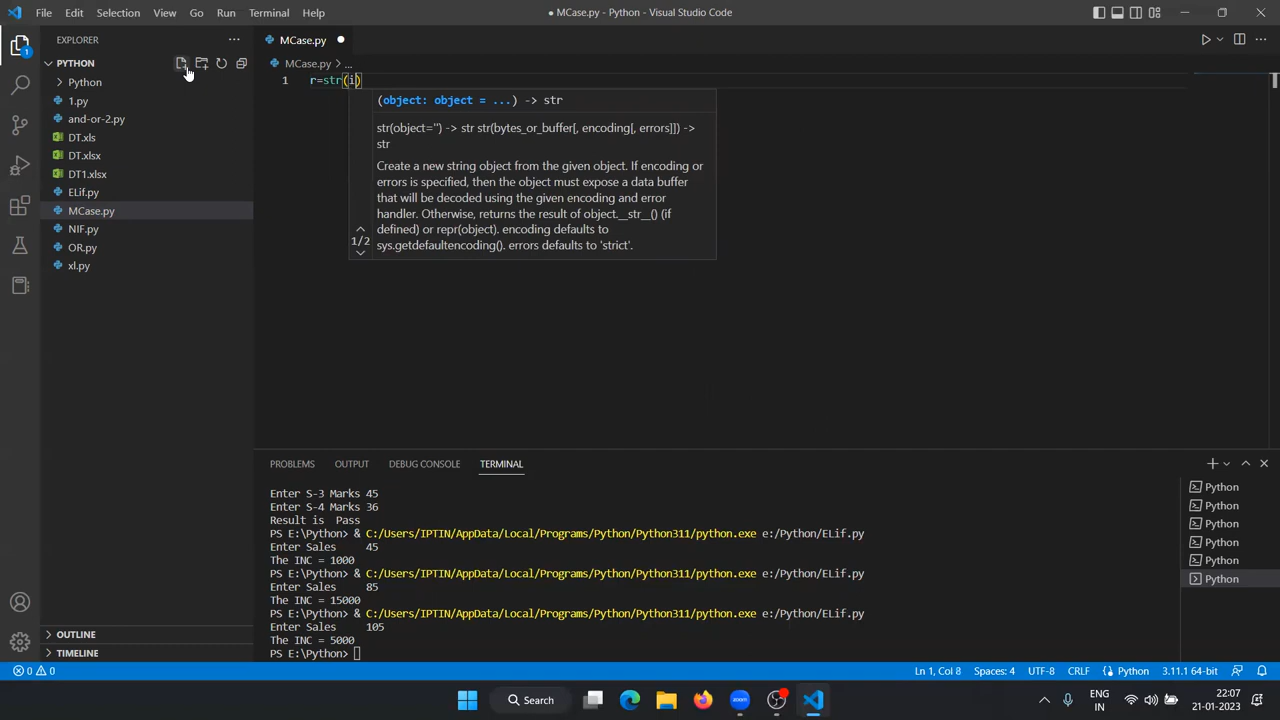 File Edit Selection View Go Run Terminal Help
● MCase.py - Python - Visual Studio Code
EXPLORER
MCase.py
PYTHON
MCase.py > ...
Python
1.py
and-or-2.py
DT.xls
DT.xlsx
DT1.xlsx
ELif.py
MCase.py
NIF.py
OR.py
xl.py
1 r=str(i)
(object: object = ...) -> str
str(object='') -> str str(bytes_or_buffer[, encoding[, errors]]) ->
str
Create a new string object from the given object. If encoding or
errors is specified, then the object must expose a data buffer
that will be decoded using the given encoding and error
handler. Otherwise, returns the result of object.__str__() (if
defined) or repr(object). encoding defaults to
sys.getdefaultencoding(). errors defaults to 'strict'.
1/2
PROBLEMS OUTPUT DEBUG CONSOLE TERMINAL
Enter S-3 Marks 45
Enter S-4 Marks 36
Result is Pass
PS E:\Python> & C:/Users/IPTIN/AppData/Local/Programs/Python/Python311/python.exe e:/Python/ELif.py
Enter Sales 45
The INC = 1000
PS E:\Python> & C:/Users/IPTIN/AppData/Local/Programs/Python/Python311/python.exe e:/Python/ELif.py
Enter Sales 85
The INC = 15000
PS E:\Python> & C:/Users/IPTIN/AppData/Local/Programs/Python/Python311/python.exe e:/Python/ELif.py
Enter Sales 105
The INC = 5000
PS E:\Python>
Python
Python
Python
Python
Python
Python
OUTLINE
TIMELINE
1
0 0
Ln 1, Col 8 Spaces: 4 UTF-8 CRLF Python 3.11.1 64-bit
Search
zoom
ENG
IN
22:07
21-01-2023